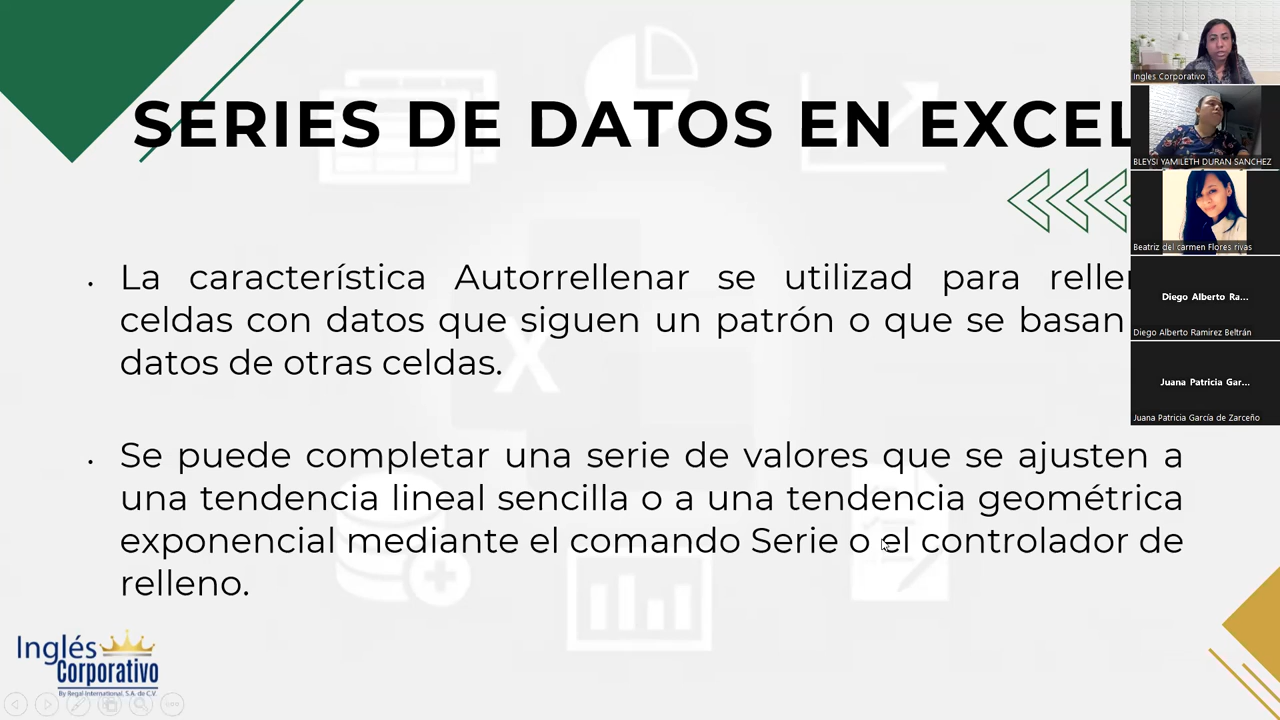 SERIES DE DATOS EN EXCEL
La característica Autorrellenar se utilizad para
celdas con datos que siguen un patrón o que se basan
datos de otras celdas.
Se puede completar una serie de valores que se ajusten a
una tendencia lineal sencilla o a una tendencia geométrica
exponencial mediante el comando Serie o el controlador de
relleno.
Inglés
Corporativo
By Regal International, S.A. de C.V.
X
Ingles Corporativo
BLEYSI YAMILETH DURAN SANCHEZ
Beatriz del carmen Flores rivas
Diego Alberto Ra...
Diego Alberto Ramirez Beltrán
Juana Patricia Gar...
Juana Patricia García de Zarceño